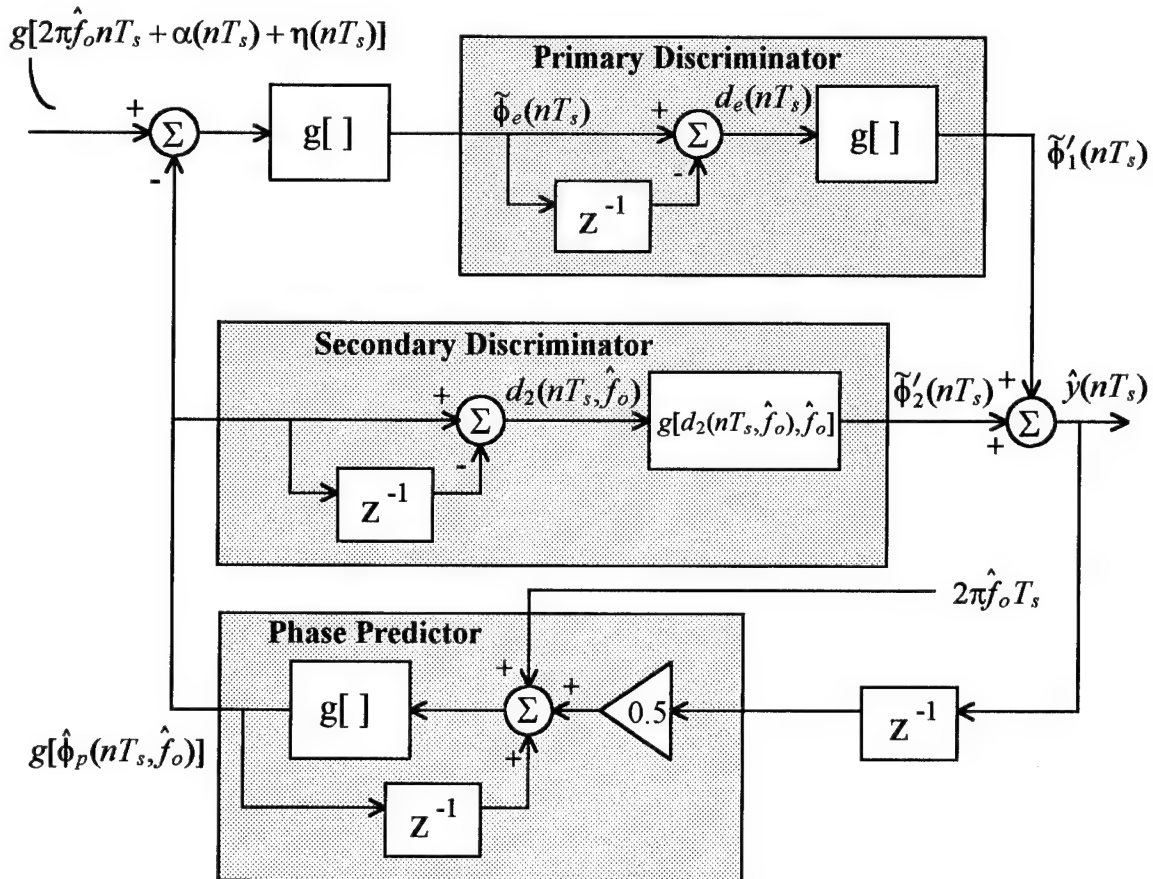 g[2πf̂ₒnTₛ + α(nTₛ) + η(nTₛ)]
Primary Discriminator
+
Σ
-
g[ ]
ϕ̃ₑ(nTₛ)
+
Σ
-
dₑ(nTₛ)
g[ ]
z⁻¹
ϕ̃′₁(nTₛ)
Secondary Discriminator
+
Σ
-
d₂(nTₛ,f̂ₒ)
g[d₂(nTₛ,f̂ₒ),f̂ₒ]
z⁻¹
ϕ̃′₂(nTₛ)
+
+
Σ
ŷ(nTₛ)
2πf̂ₒTₛ
Phase Predictor
g[ ]
+
Σ
+
+
0.5
z⁻¹
z⁻¹
g[ϕ̂ₚ(nTₛ,f̂ₒ)]